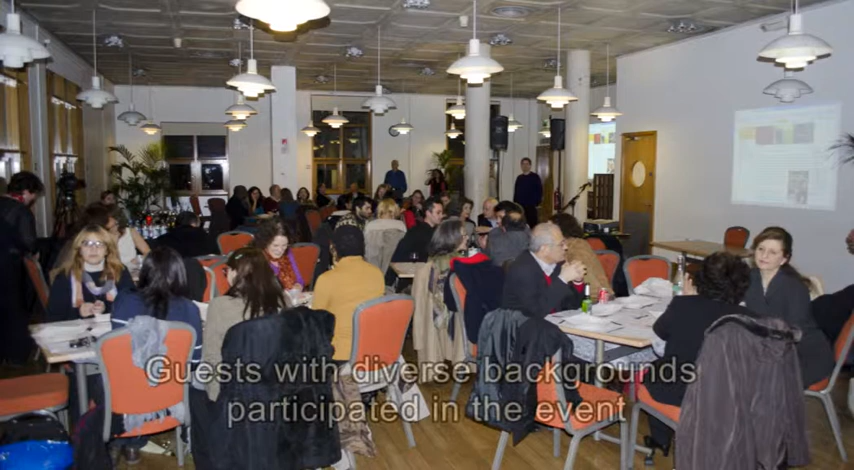 Guests with diverse backgrounds
participated in the event